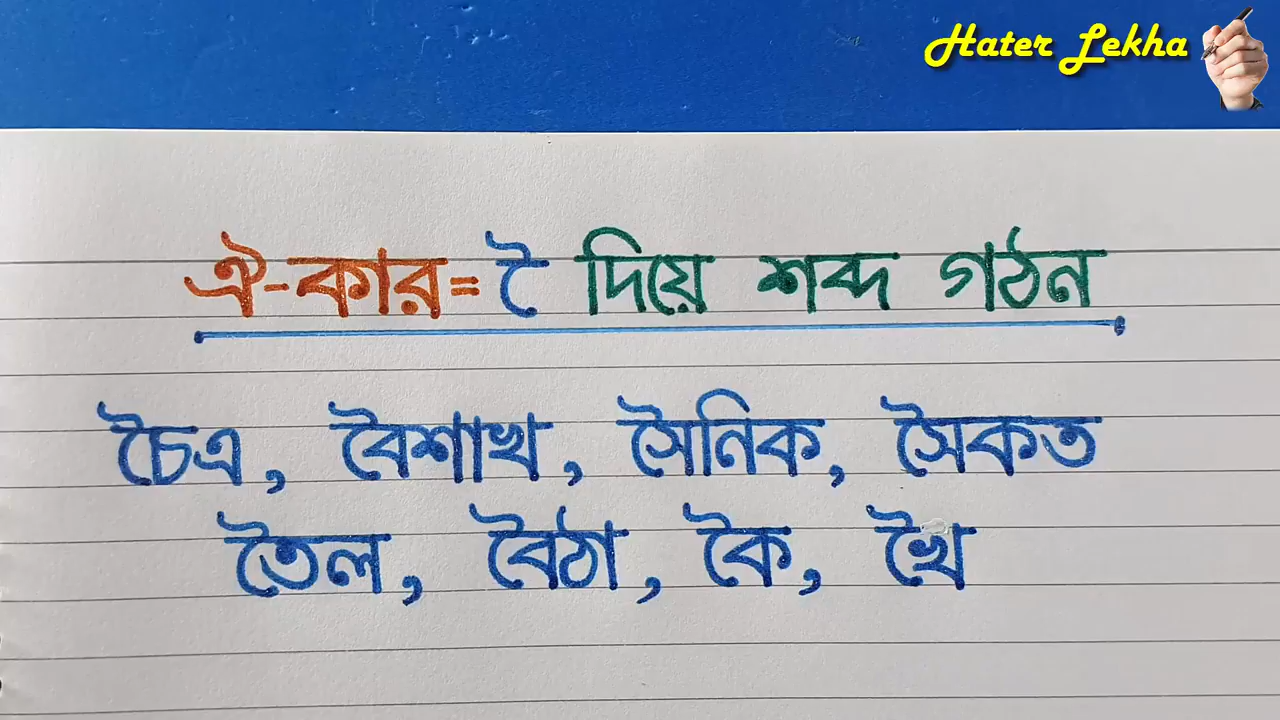 Hater Lekha
ঐ-কার= ৈ দিয়ে শব্দ গঠন
চৈত্র, বৈশাখ, সৈনিক, সৈকত
তৈল, বৈঠা, কৈ, খৈ